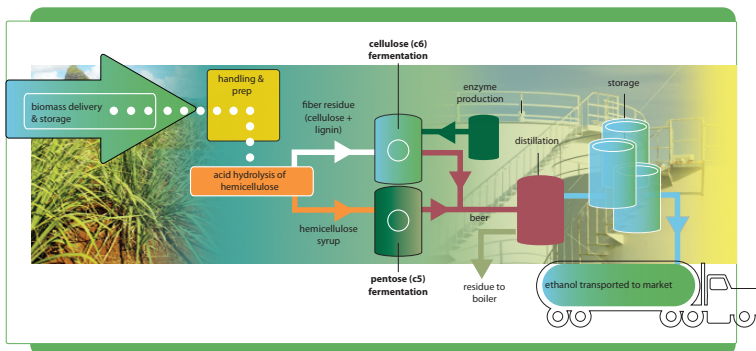 cellulose (c6)
fermentation
handling &
prep
enzyme
production
storage
biomass delivery
& storage
fiber residue
(cellulose +
lignin)
distillation
acid hydrolysis of
hemicellulose
hemicellulose
syrup
beer
pentose (c5)
fermentation
residue to
boiler
ethanol transported to market